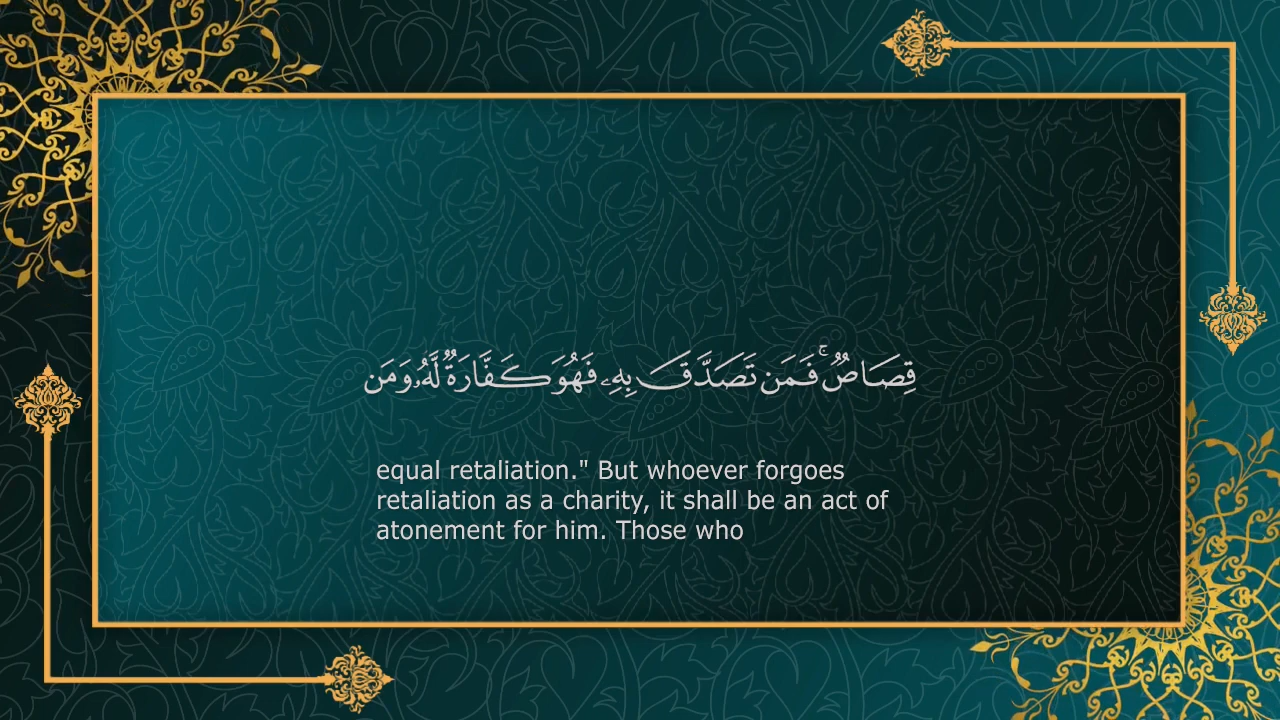 قِصَاصٌ ۚ فَمَن تَصَدَّقَ بِهِۦ فَهُوَ كَفَّارَةٌ لَّهُۥ وَمَن
equal retaliation." But whoever forgoes
retaliation as a charity, it shall be an act of
atonement for him. Those who